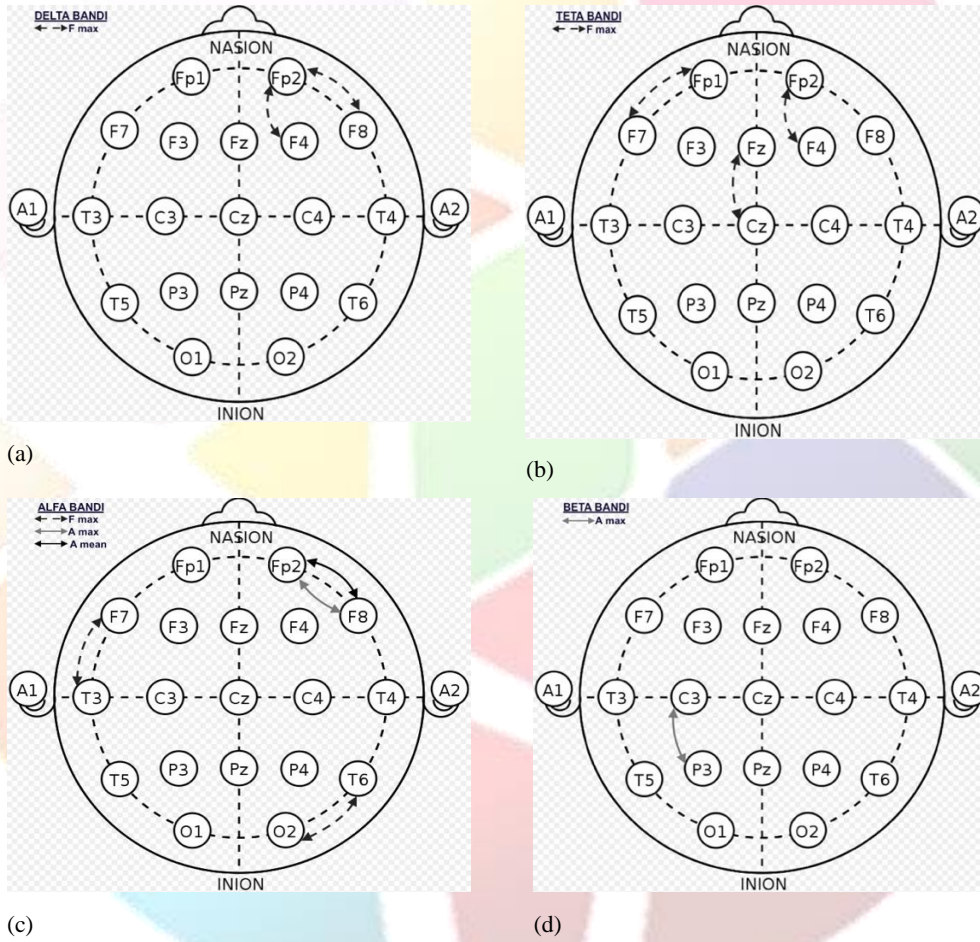 DELTA BANDI
F max
NASION
Fp1 Fp2
F7 F3 Fz F4 F8
A1 T3 C3 Cz C4 T4 A2
T5 P3 Pz P4 T6
O1 O2
INION
(a)
TETA BANDI
F max
NASION
Fp1 Fp2
F7 F3 Fz F4 F8
A1 T3 C3 Cz C4 T4 A2
T5 P3 Pz P4 T6
O1 O2
INION
(b)
ALFA BANDI
F max
A max
A mean
NASION
Fp1 Fp2
F7 F3 Fz F4 F8
A1 T3 C3 Cz C4 T4 A2
T5 P3 Pz P4 T6
O1 O2
INION
(c)
BETA BANDI
A max
NASION
Fp1 Fp2
F7 F3 Fz F4 F8
A1 T3 C3 Cz C4 T4 A2
T5 P3 Pz P4 T6
O1 O2
INION
(d)